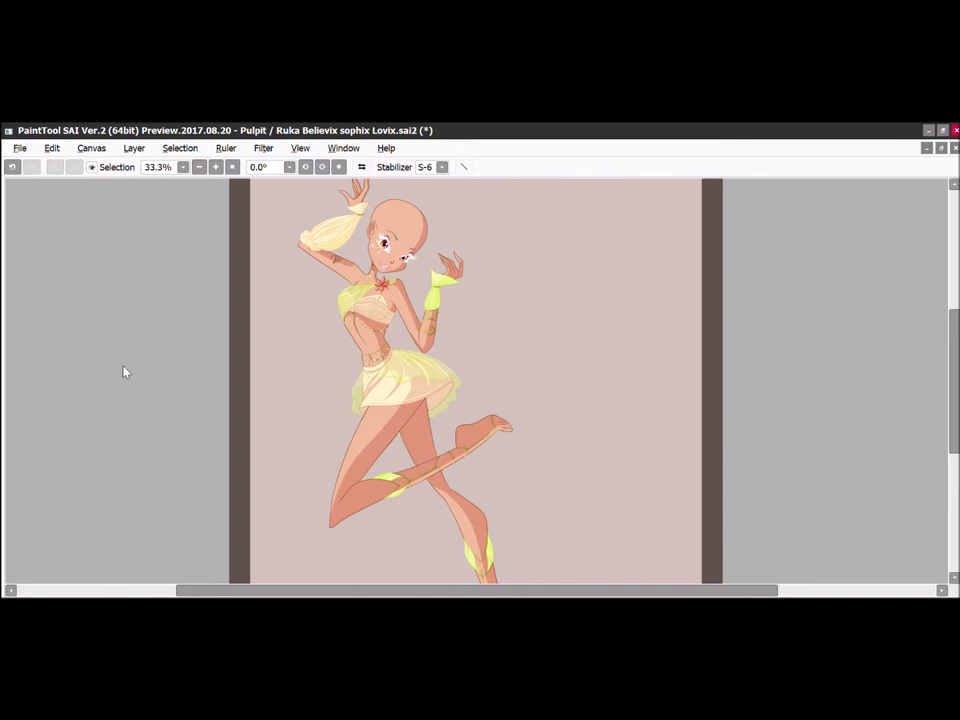 PaintTool SAI Ver.2 (64bit) Preview.2017.08.20 - Pulpit / Ruka Believix sophix Lovix.sai2 (*)
File Edit Canvas Layer Selection Ruler Filter View Window Help
Selection 33.3% 0.0° Stabilizer S-6